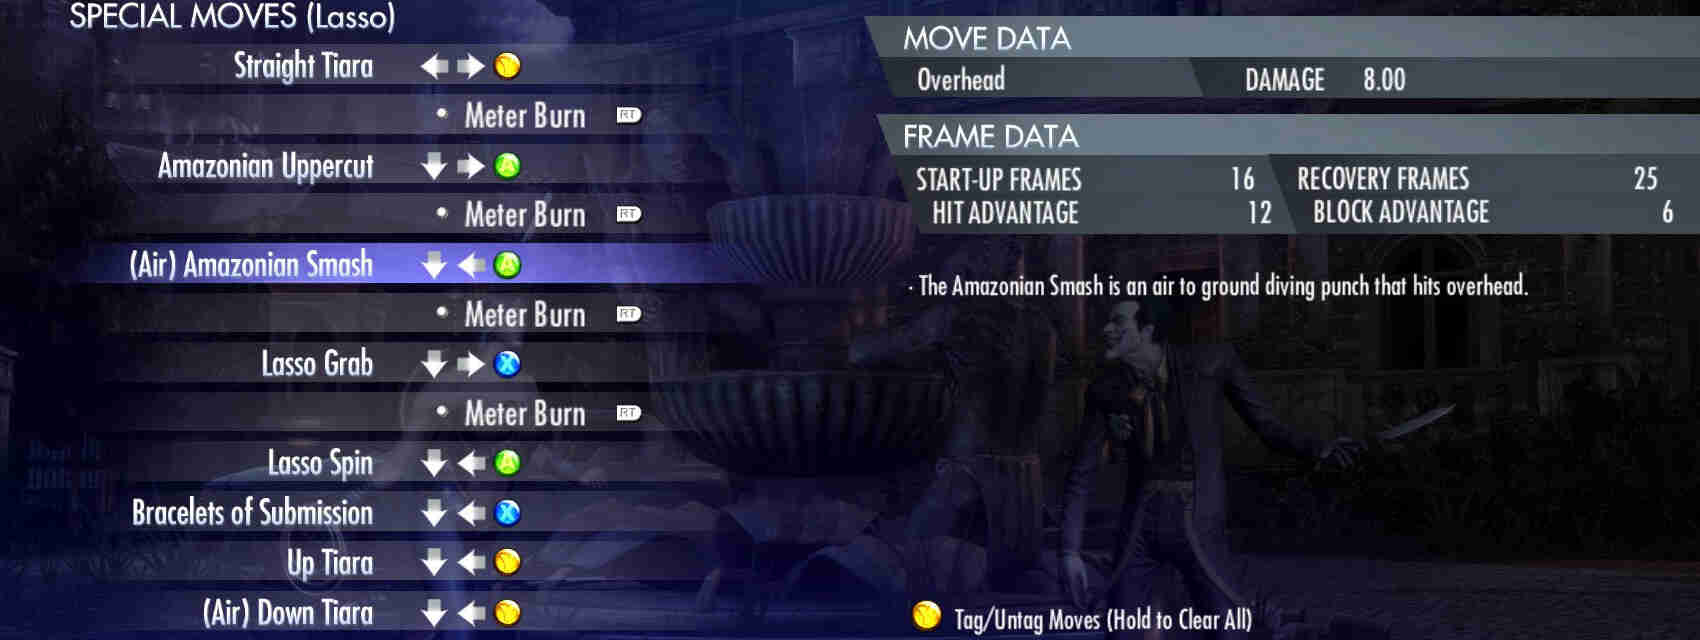 SPECIAL MOVES (Lasso)
Straight Tiara Y
Meter Burn RT
Amazonian Uppercut A
Meter Burn RT
(Air) Amazonian Smash A
Meter Burn RT
Lasso Grab X
Meter Burn RT
Lasso Spin A
Bracelets of Submission X
Up Tiara Y
(Air) Down Tiara Y
MOVE DATA
Overhead DAMAGE 8.00
FRAME DATA
START-UP FRAMES 16 RECOVERY FRAMES 25
HIT ADVANTAGE 12 BLOCK ADVANTAGE 6
· The Amazonian Smash is an air to ground diving punch that hits overhead.
Y Tag/Untag Moves (Hold to Clear All)